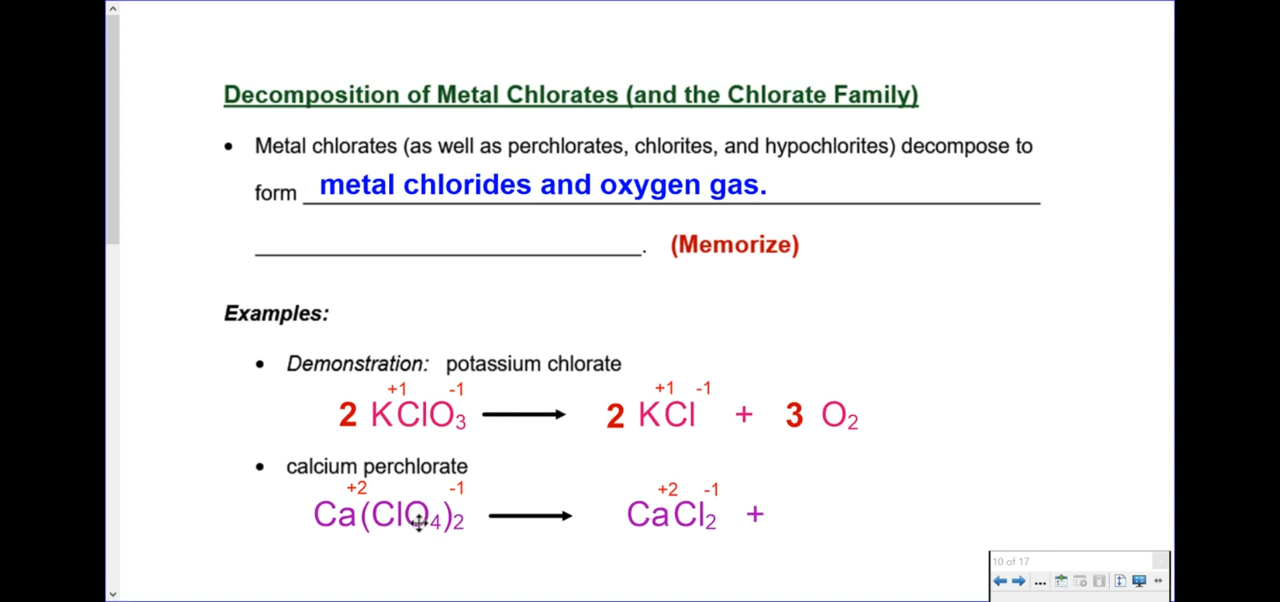 Decomposition of Metal Chlorates (and the Chlorate Family)
• Metal chlorates (as well as perchlorates, chlorites, and hypochlorites) decompose to
form metal chlorides and oxygen gas.
. (Memorize)
Examples:
• Demonstration: potassium chlorate
+1 -1 +1 -1
2 KClO₃ ⟶ 2 KCl + 3 O₂
• calcium perchlorate
+2 -1 +2 -1
Ca(ClO₄)₂ ⟶ CaCl₂ +
10 of 17